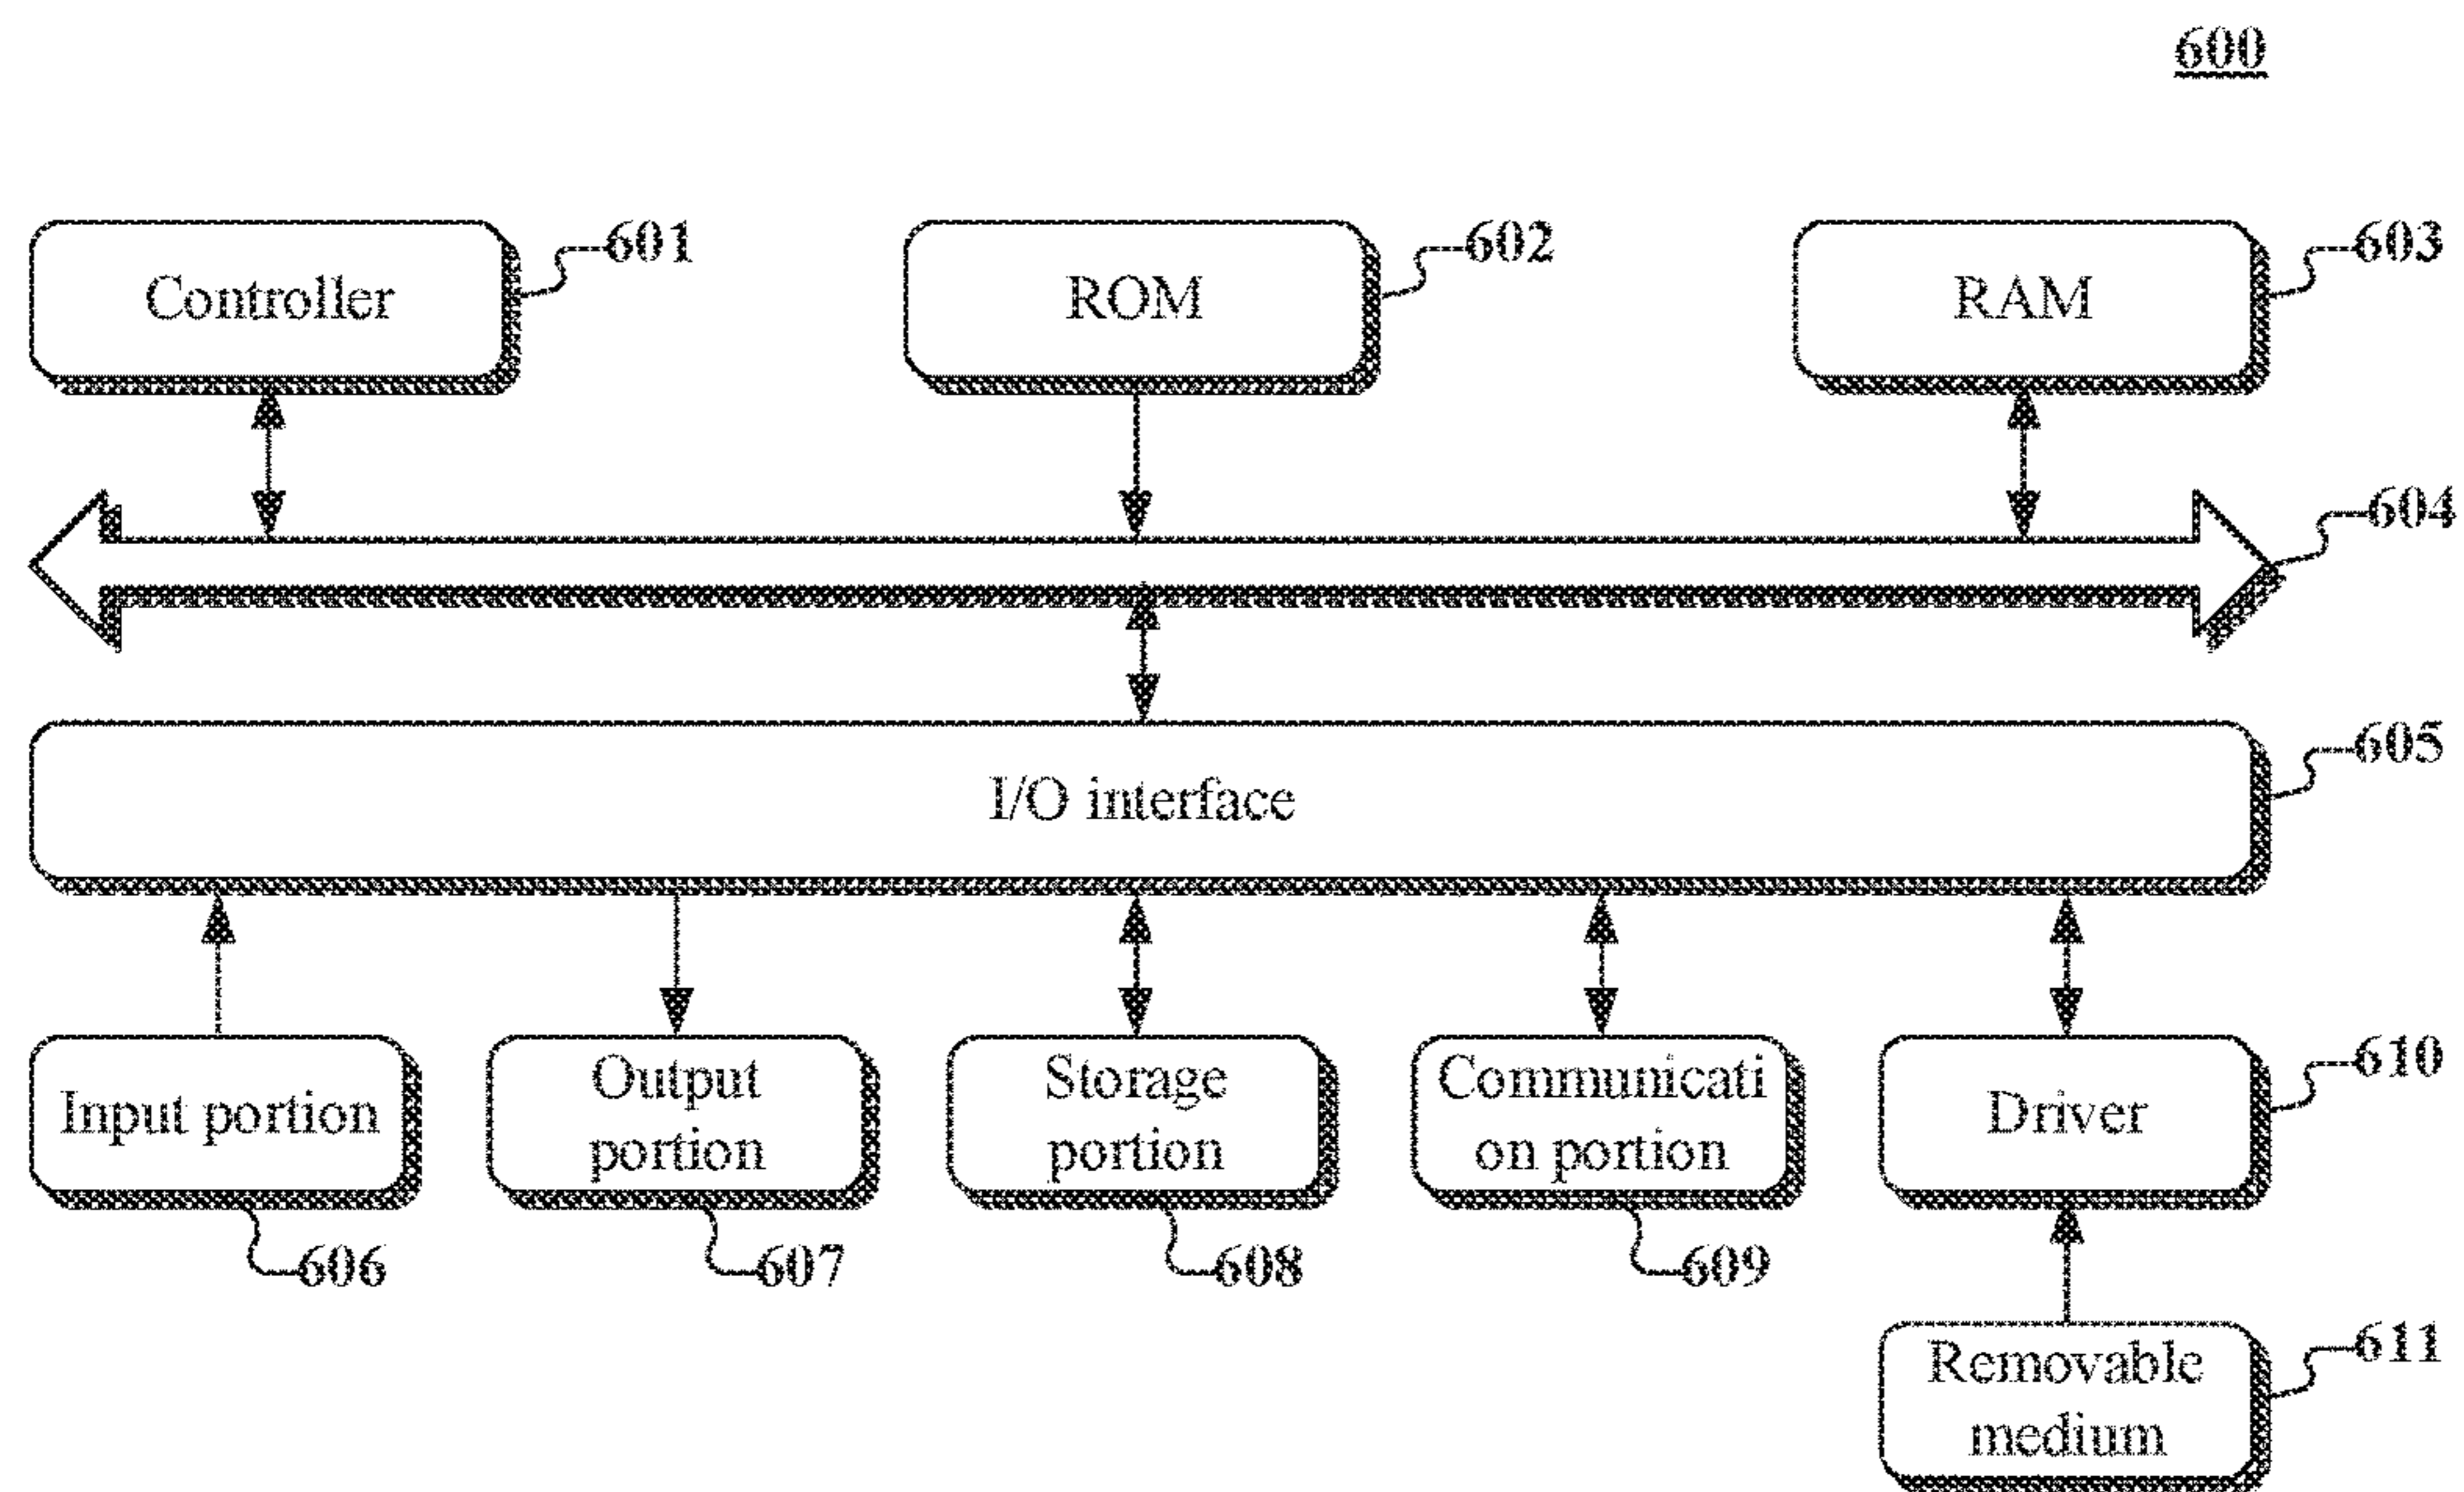 600
Controller
601
ROM
602
RAM
603
604
I/O interface
605
Input portion
606
Output
portion
607
Storage
portion
608
Communicati
on portion
609
Driver
610
Removable
medium
611